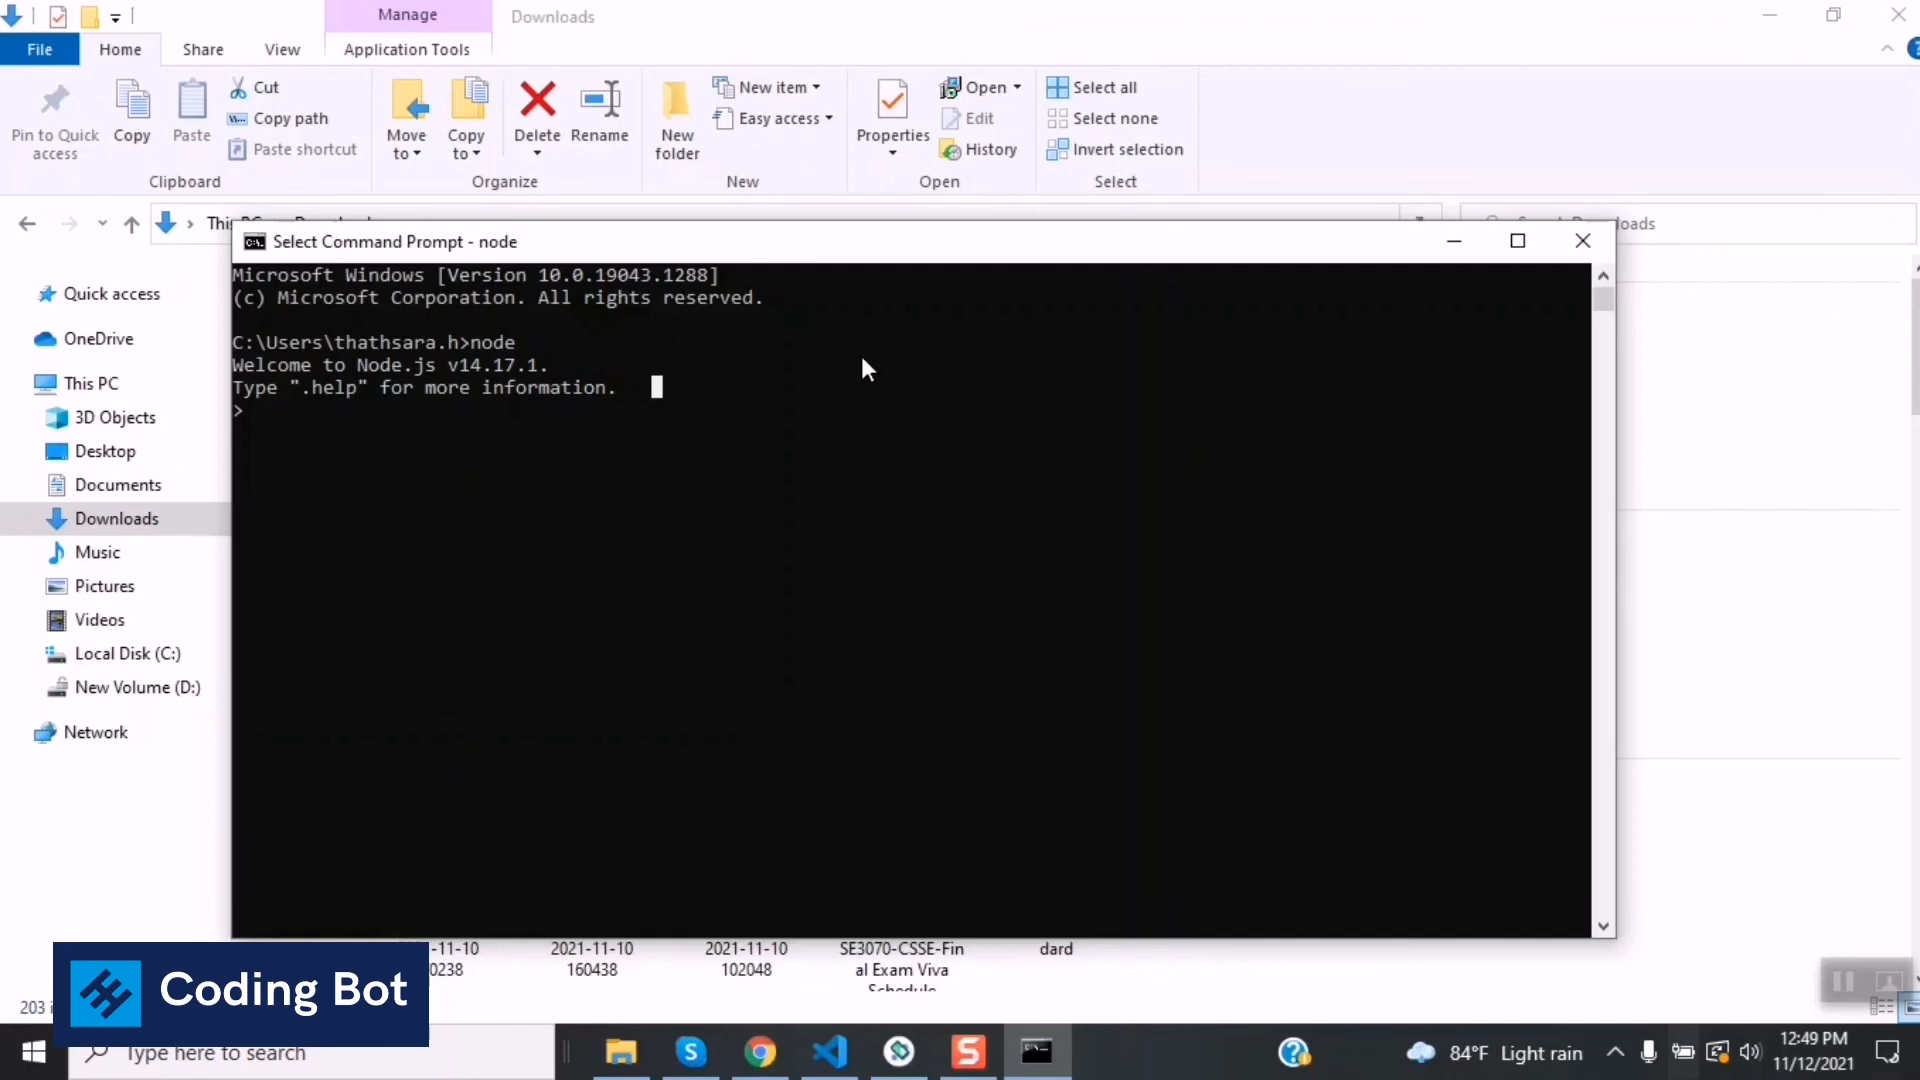 Manage
Downloads
File
Home
Share
View
Application Tools
Pin to Quick access
Copy
Paste
Cut
Copy path
Paste shortcut
Move to
Copy to
Delete
Rename
New folder
New item
Easy access
Properties
Open
Edit
History
Select all
Select none
Invert selection
Clipboard
Organize
New
Open
Select
Select Command Prompt - node
Microsoft Windows [Version 10.0.19043.1288]
(c) Microsoft Corporation. All rights reserved.
C:\Users\thathsara.h>node
Welcome to Node.js v14.17.1.
Type ".help" for more information.
>
Quick access
OneDrive
This PC
3D Objects
Desktop
Documents
Downloads
Music
Pictures
Videos
Local Disk (C:)
New Volume (D:)
Network
-11-10
0238
2021-11-10
160438
2021-11-10
102048
SE3070-CSSE-Fin
al Exam Viva
Schedule
dard
203
Coding Bot
Type here to search
84°F Light rain
12:49 PM
11/12/2021